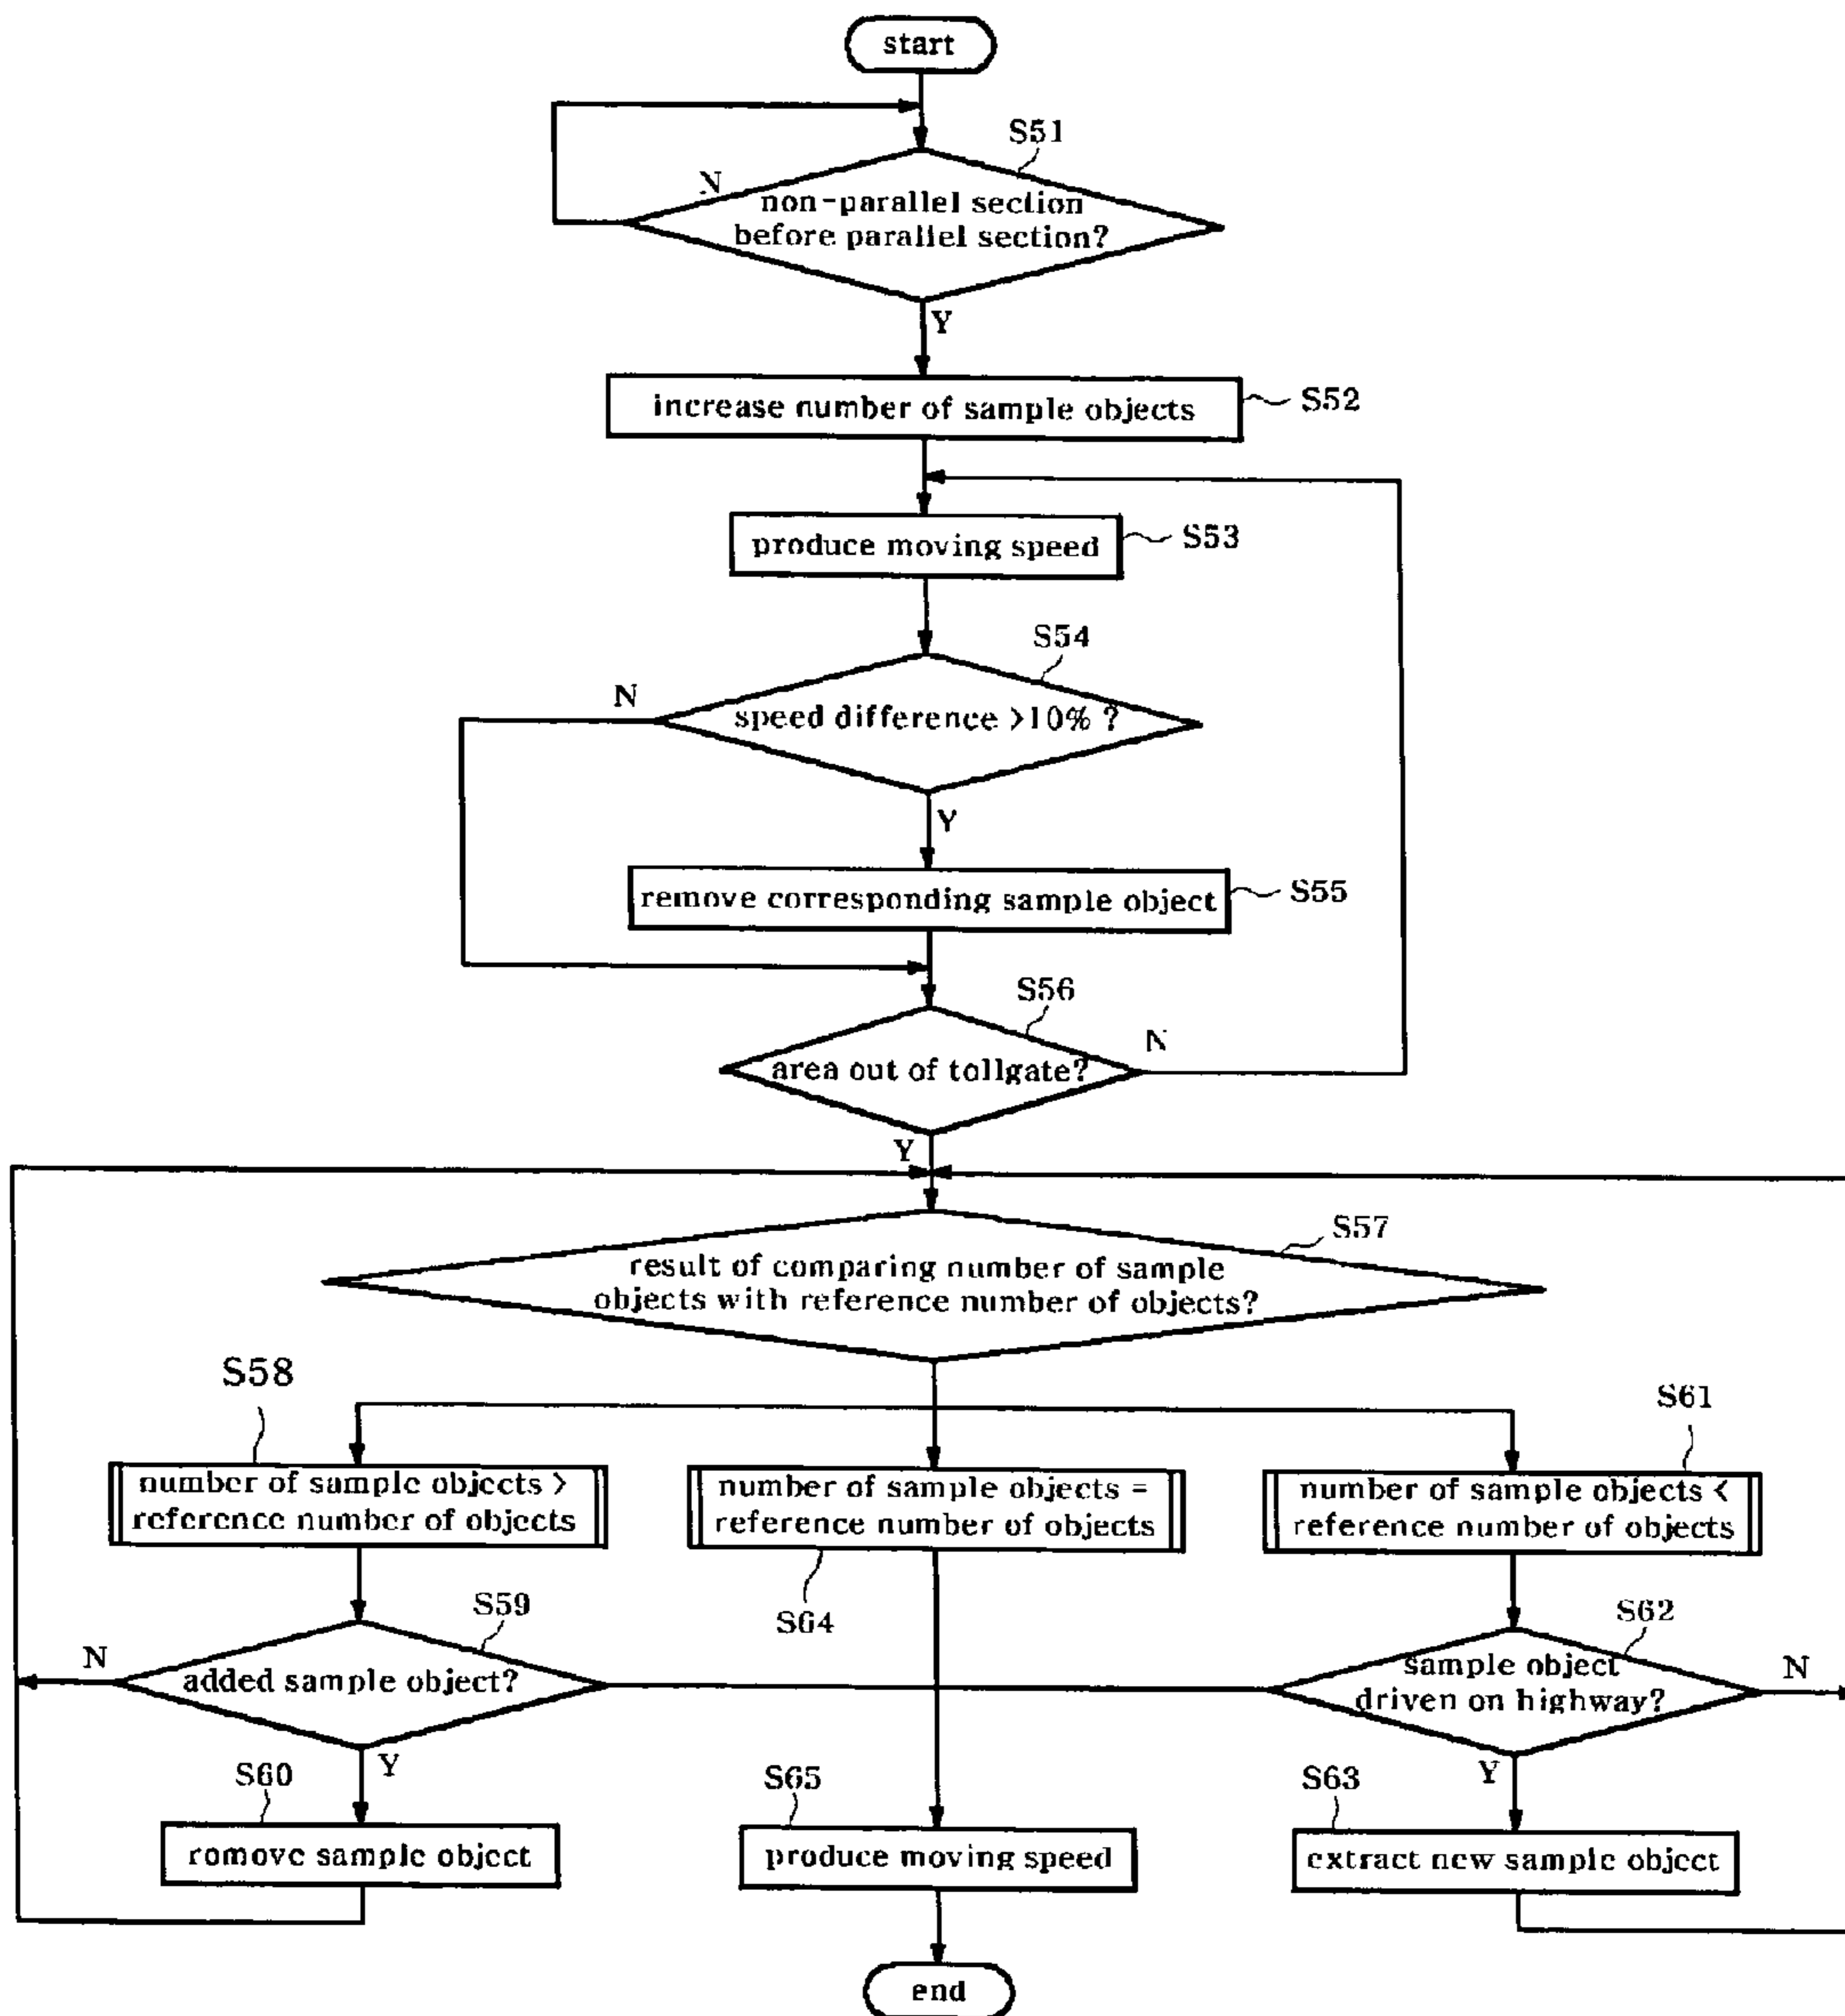 start
S51
N
non-parallel section
before parallel section?
Y
increase number of sample objects
S52
produce moving speed
S53
S54
N
speed difference >10% ?
Y
remove corresponding sample object
S55
S56
N
area out of tollgate?
Y
S57
result of comparing number of sample
objects with reference number of objects?
S58
S61
number of sample objects >
reference number of objects
number of sample objects =
reference number of objects
number of sample objects <
reference number of objects
S64
S59
S62
N
added sample object?
sample object
driven on highway?
N
Y
Y
S60
S65
S63
romove sample object
produce moving speed
extract new sample object
end